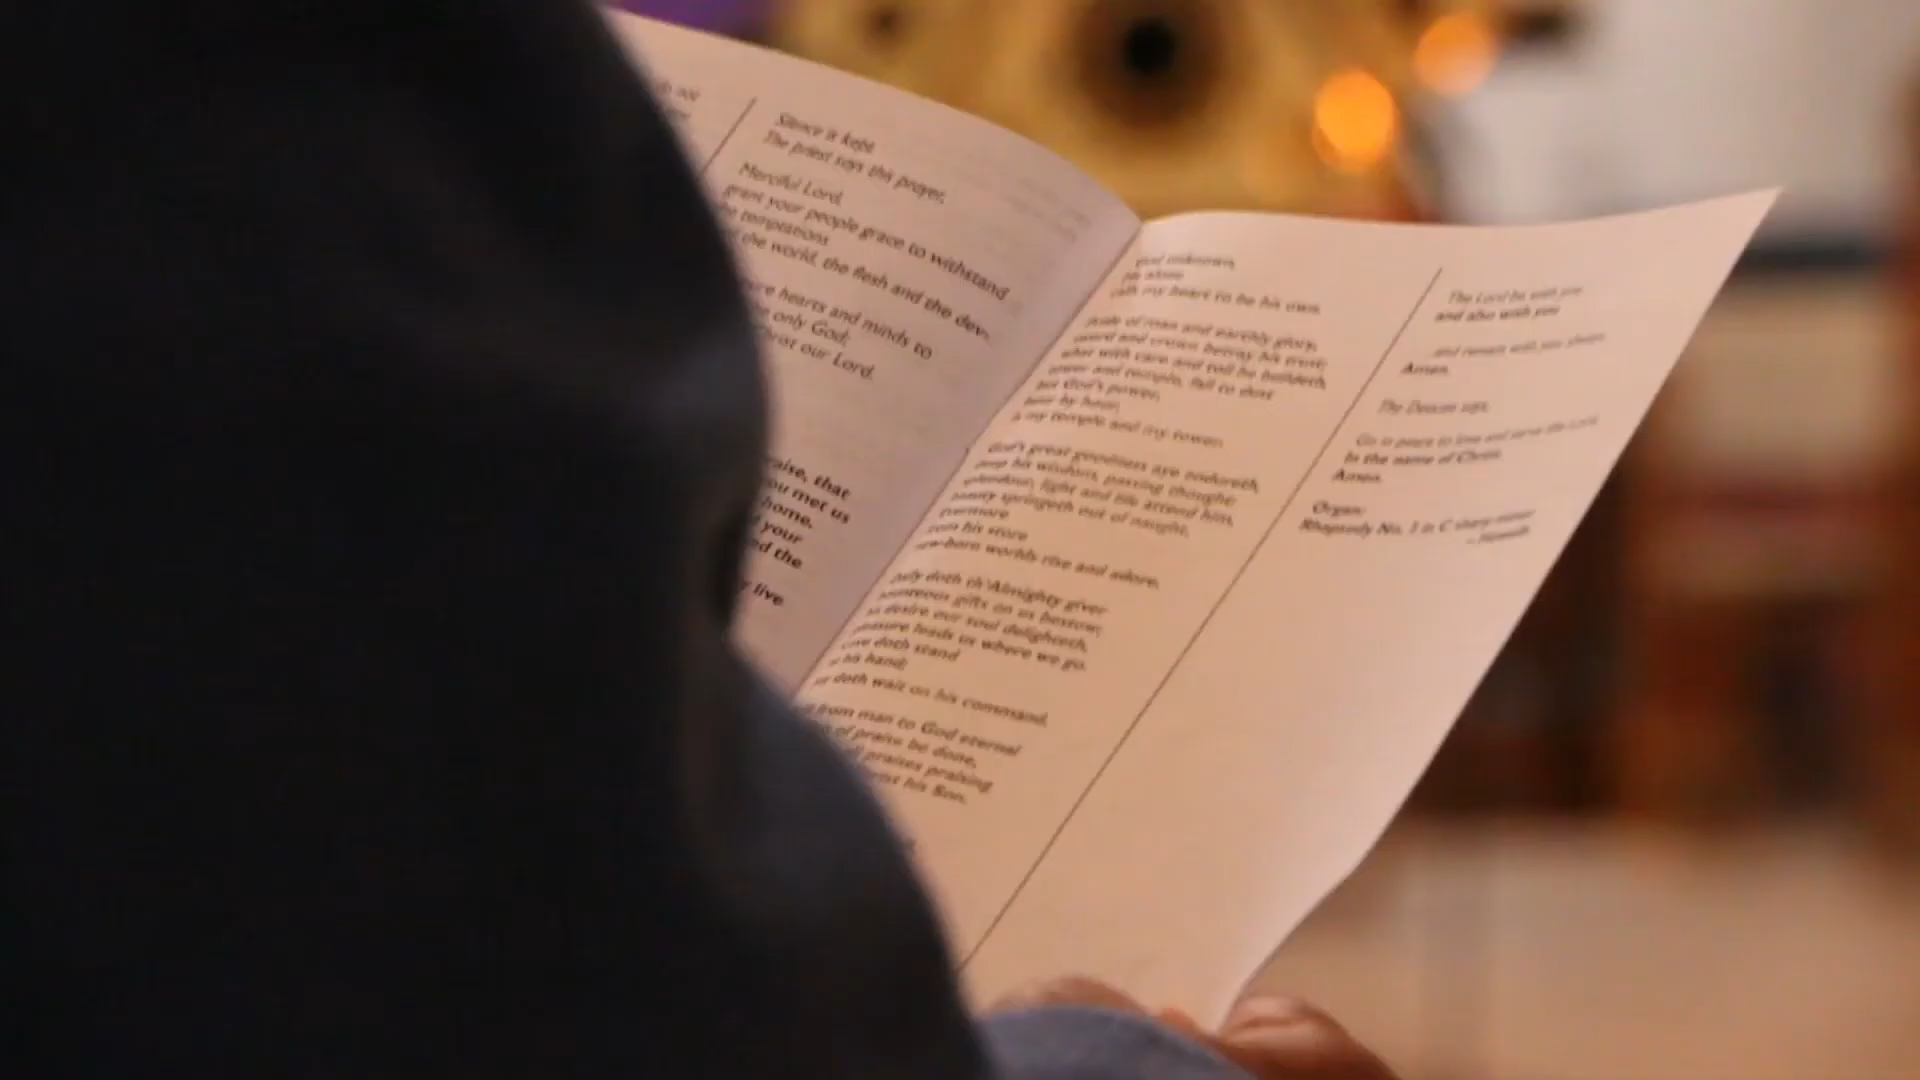 do not
Silence is kept.
The priest says this prayer,
Merciful Lord,
grant your people grace to withstand
the temptations
the world, the flesh and the dev-
hearts and minds to
only God;
our Lord.
praise, that
you met us
home.
your
and the
live
unknown,
my heart to be his own.
Pride of man and earthly glory,
sword and crown betray his trust;
what with care and toil he buildeth,
tower and temple, fall to dust
but God's power,
hour by hour,
is my temple and my tower.
God's great goodness aye endureth,
deep his wisdom, passing thought:
splendour, light and life attend him,
beauty springeth out of naught.
Evermore
from his store
new-born worlds rise and adore.
Daily doth th'Almighty giver
bounteous gifts on us bestow;
his desire our soul delighteth,
pleasure leads us where we go.
Love doth stand
at his hand;
joy doth wait on his command.
from man to God eternal
of praise be done,
praises praising
Christ his Son.
The Lord be with you
and also with you
and remain with you always.
Amen.
The Deacon says,
Go in peace to love and serve the Lord.
In the name of Christ.
Amen.
Organ:
Rhapsody No. 3 in C sharp minor